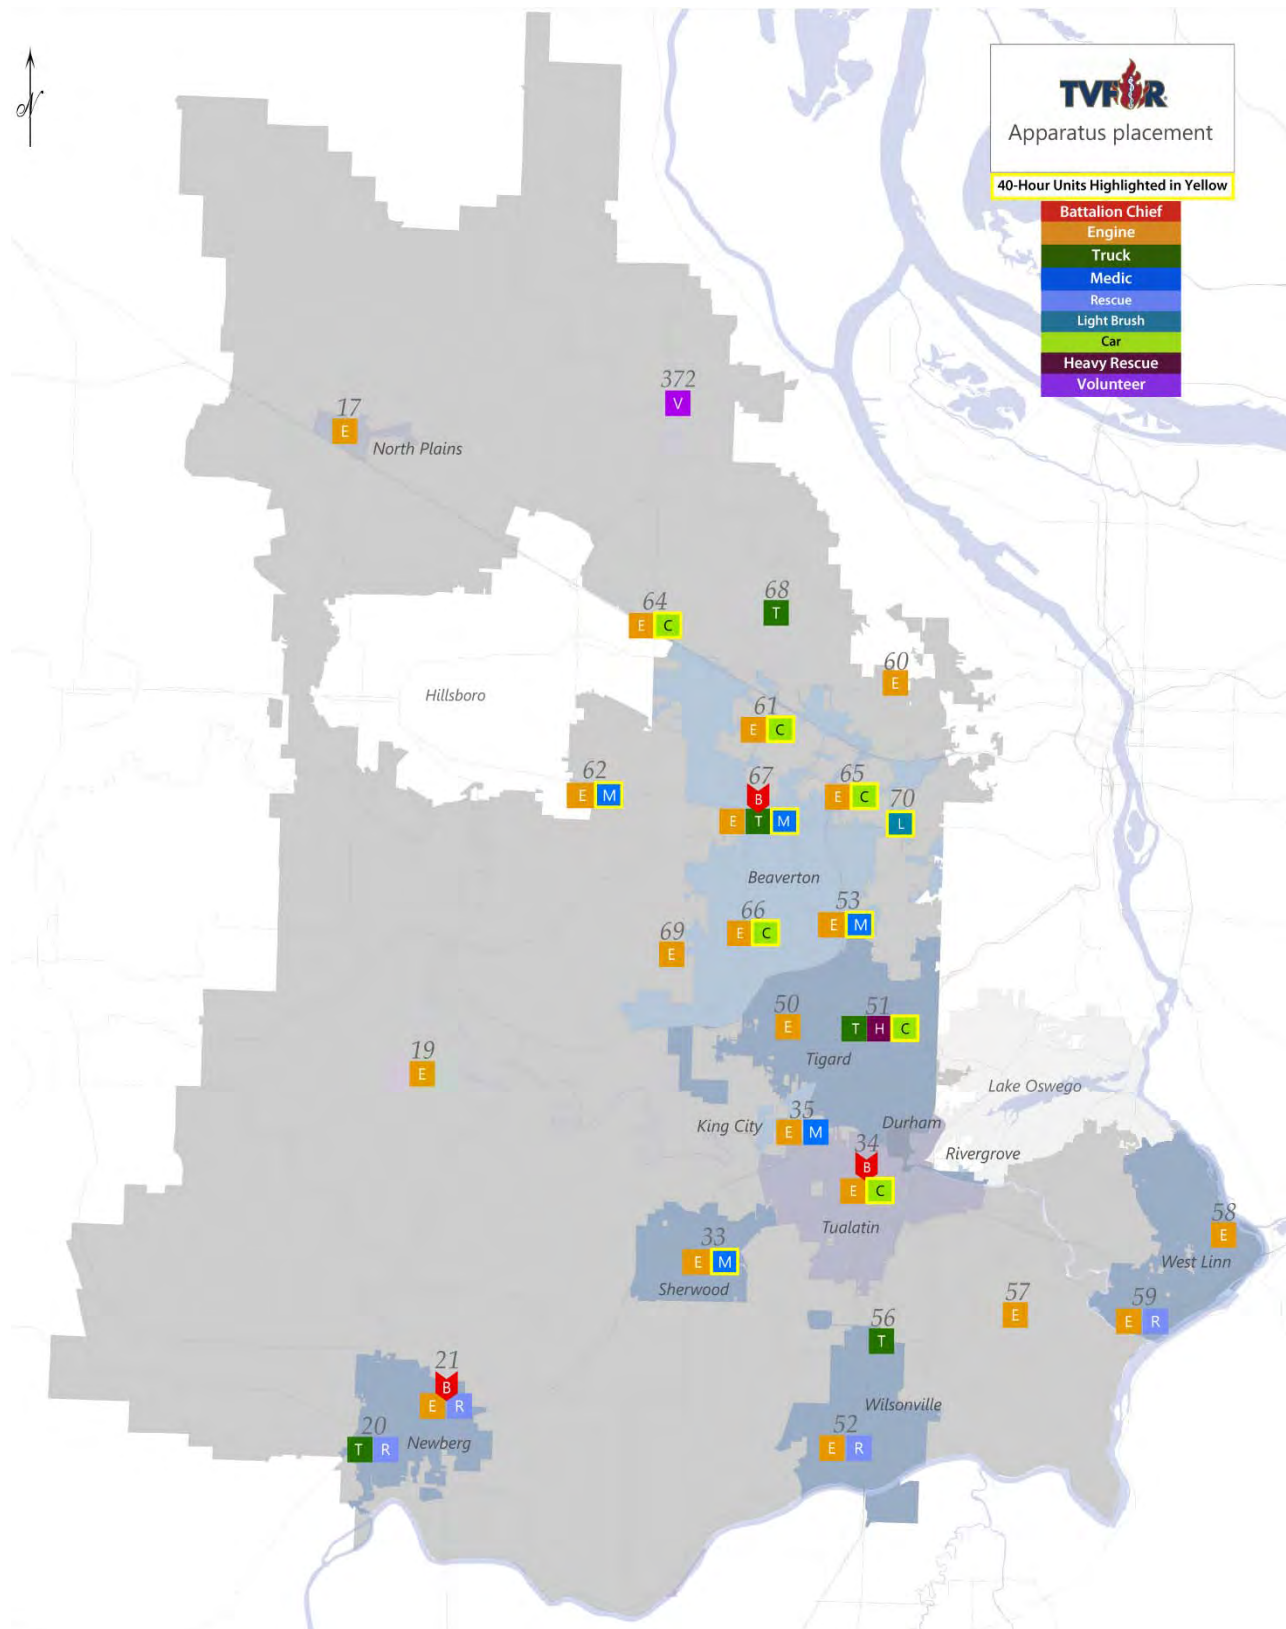 N
TVF&R
Apparatus placement
40-Hour Units Highlighted in Yellow
Battalion Chief
Engine
Truck
Medic
Rescue
Light Brush
Car
Heavy Rescue
Volunteer
372
V
17
E
North Plains
68
T
64
E C
60
E
Hillsboro
61
E C
62
E M
67
B
E T M
65
E C
70
L
Beaverton
53
E M
66
E C
69
E
50
E
51
T H C
Tigard
19
E
Lake Oswego
35
E M
King City
Durham
34
B
E C
Rivergrove
Tualatin
58
E
33
E M
West Linn
Sherwood
57
E
59
E R
56
T
21
B
E R
Wilsonville
20
T R
Newberg
52
E R